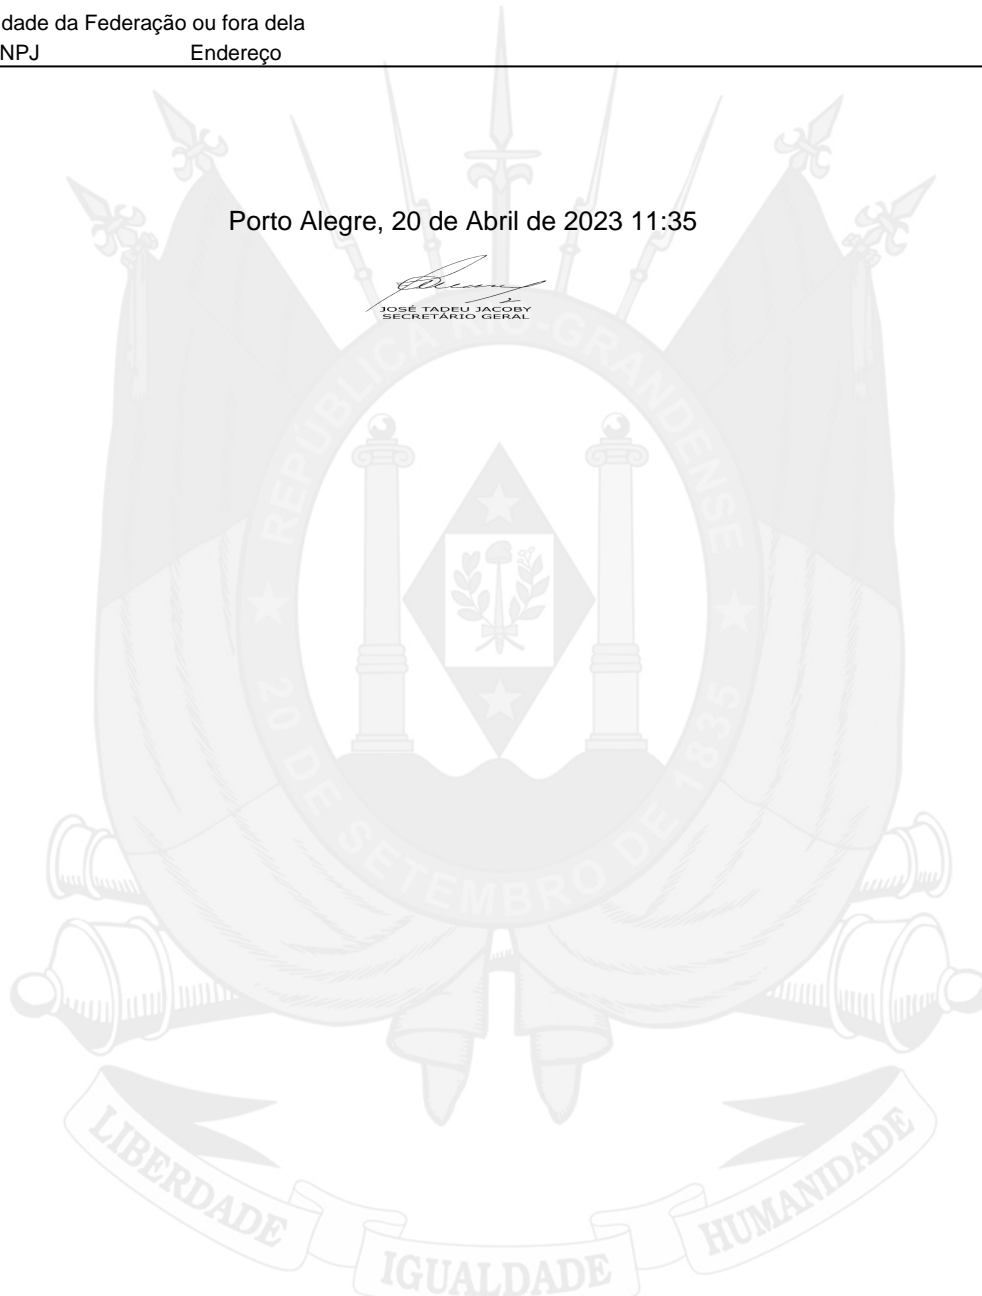 dade da Federação ou fora dela
NPJ Endereço
Porto Alegre, 20 de Abril de 2023 11:35
JOSÉ TADEU JACOBY
SECRETÁRIO GERAL
REPÚBLICA RIO-GRANDENSE
20 DE SETEMBRO DE 1835
LIBERDADE
IGUALDADE
HUMANIDADE